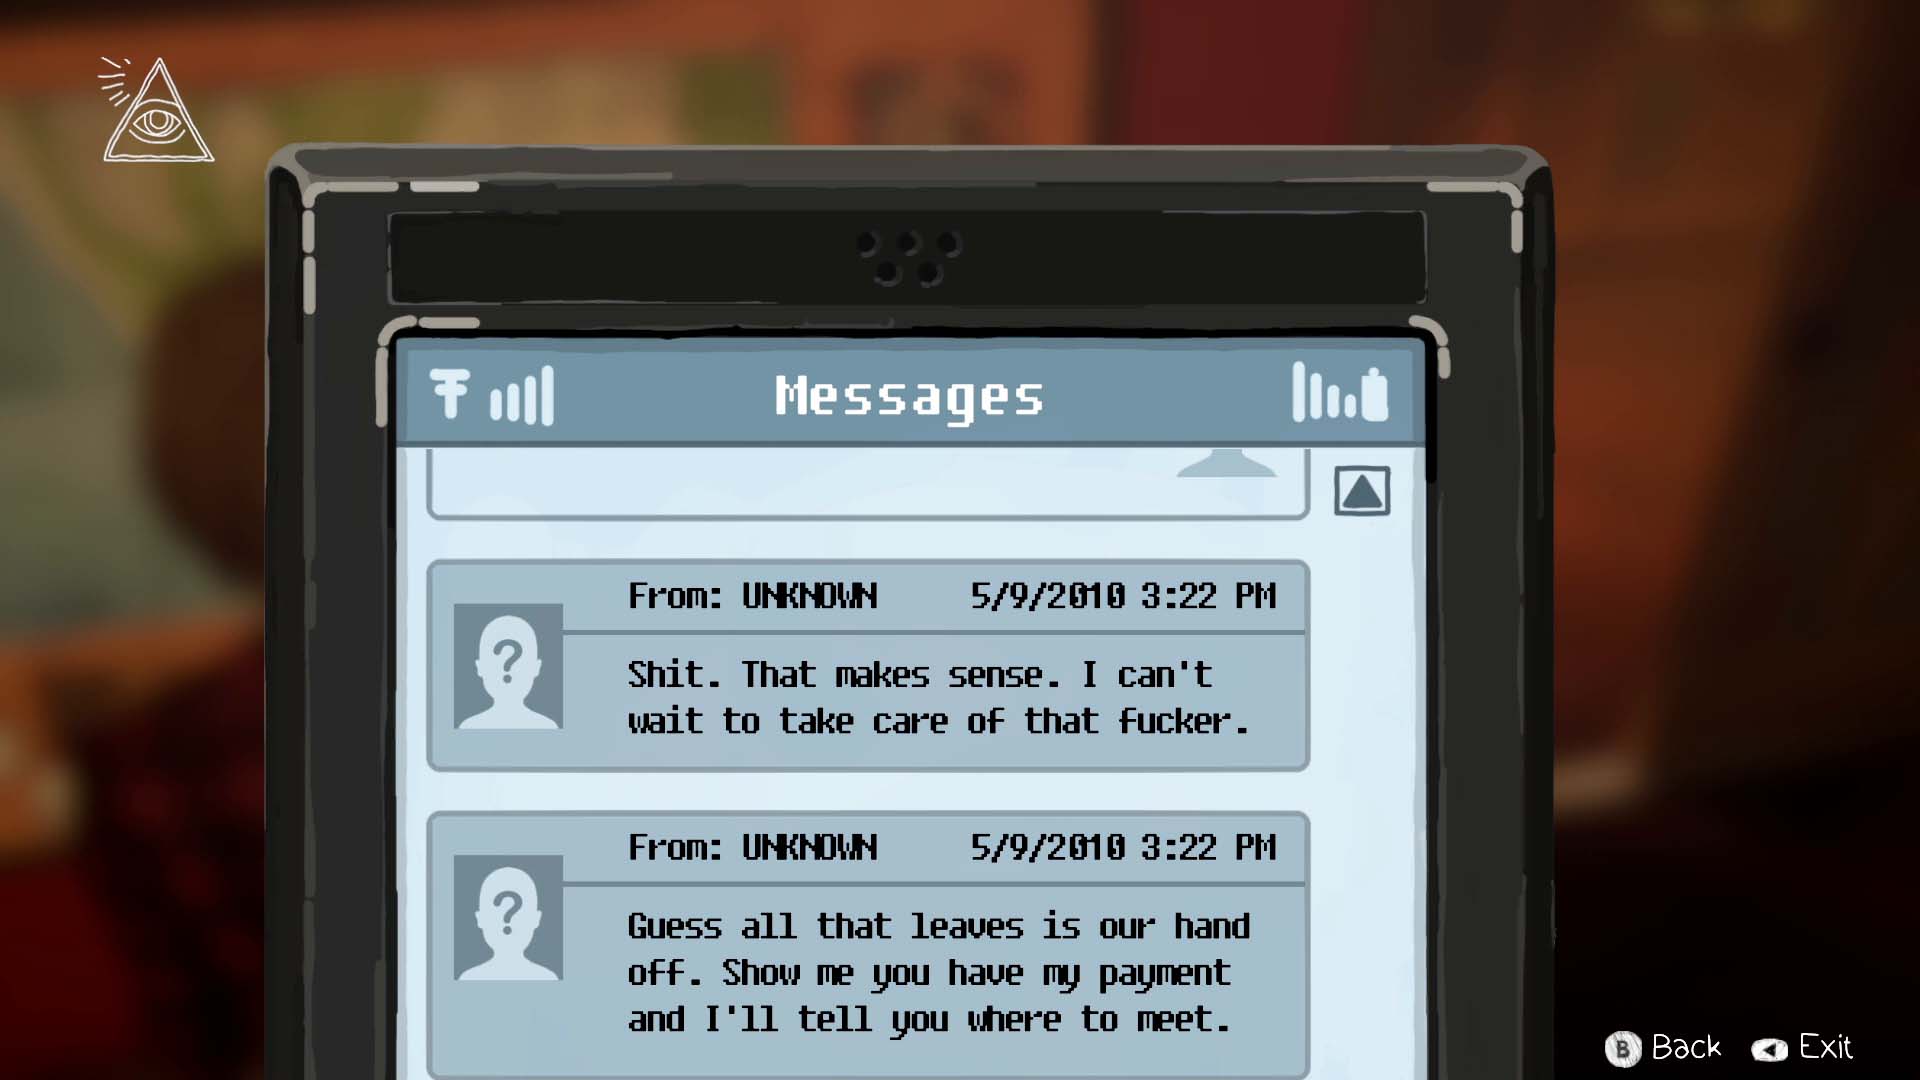 Messages
From: UNKNOWN 5/9/2010 3:22 PM
Shit. That makes sense. I can't
wait to take care of that fucker.
From: UNKNOWN 5/9/2010 3:22 PM
Guess all that leaves is our hand
off. Show me you have my payment
and I'll tell you where to meet.
B Back Exit